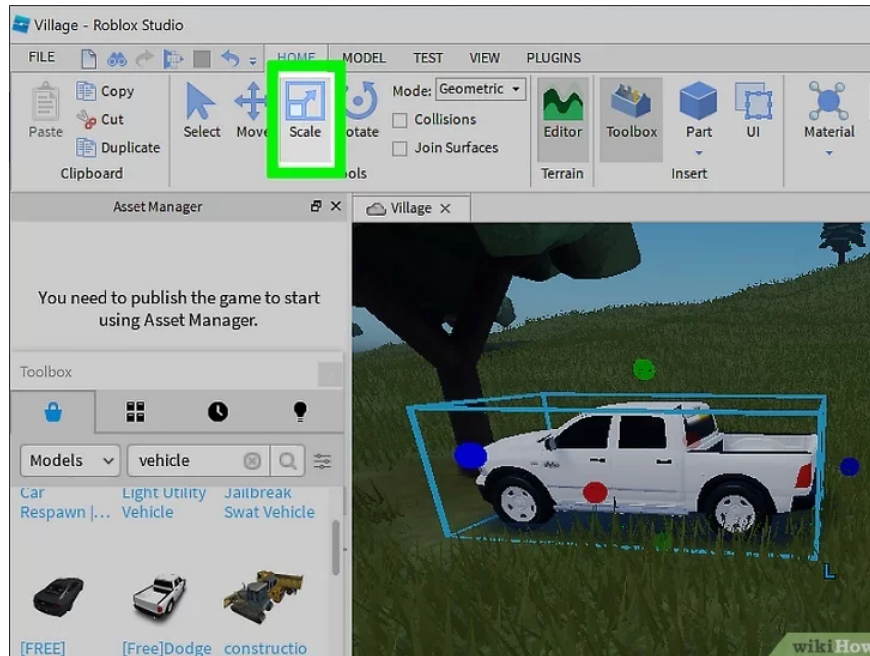 Village - Roblox Studio
FILE
HOME MODEL TEST VIEW PLUGINS
Paste
Copy
Cut
Duplicate
Clipboard
Select Move Scale Rotate
Mode: Geometric
Collisions
Join Surfaces
Editor
Terrain
Toolbox Part UI
Insert
Material
Asset Manager
Village
You need to publish the game to start
using Asset Manager.
Toolbox
Models vehicle
Car
Respawn |...
Light Utility
Vehicle
Jailbreak
Swat Vehicle
[FREE] [Free]Dodge constructio
L
wikiHow